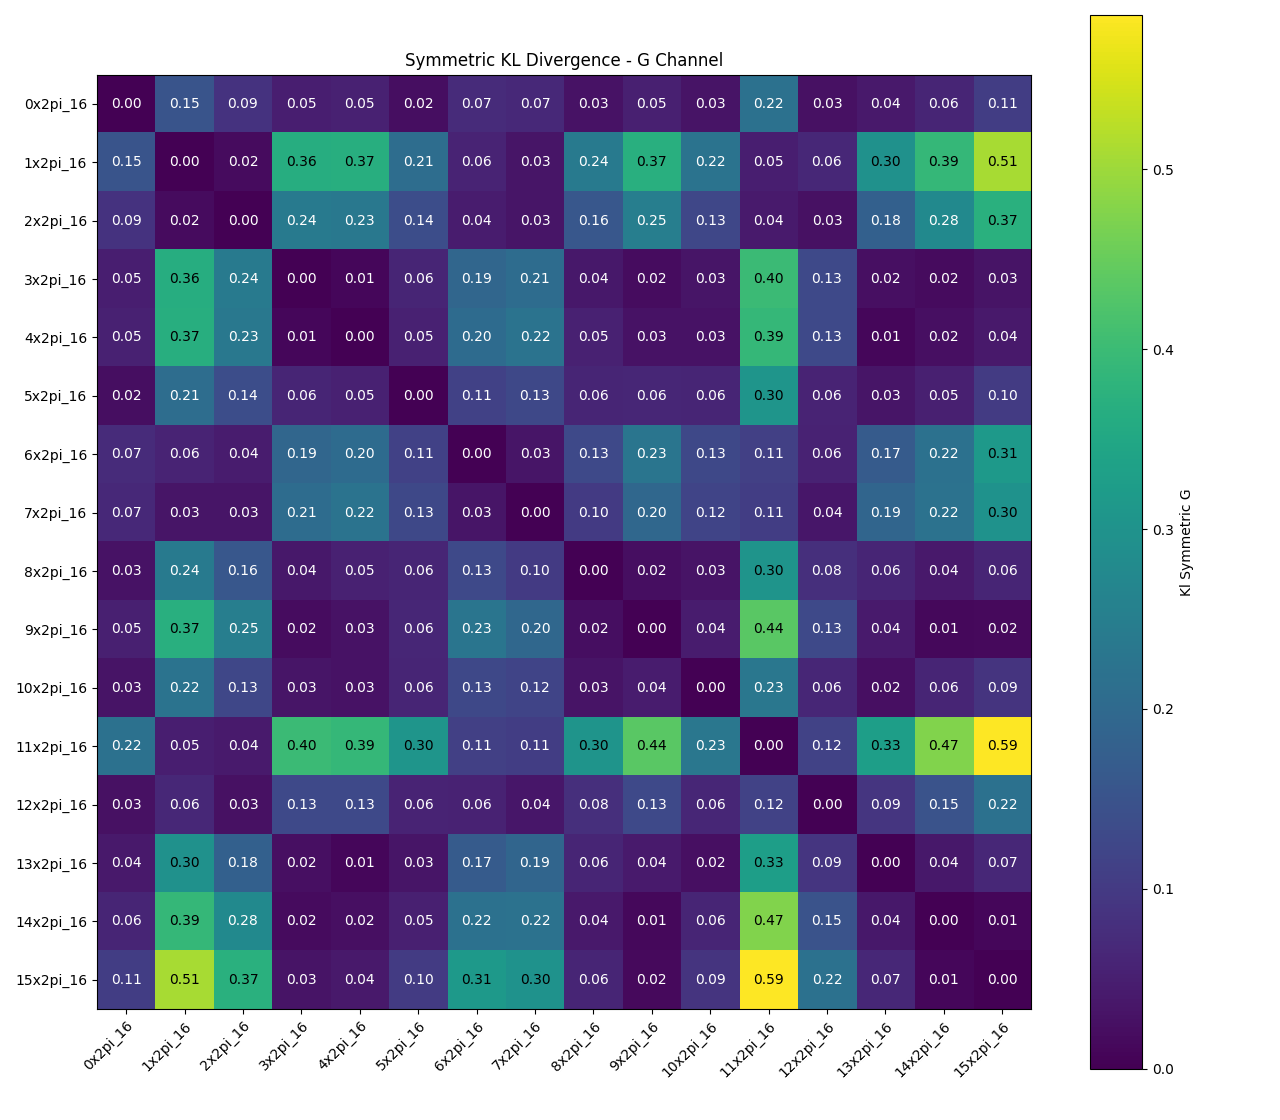 Symmetric KL Divergence - G Channel
0x2pi_16 0.00 0.15 0.09 0.05 0.05 0.02 0.07 0.07 0.03 0.05 0.03 0.22 0.03 0.04 0.06 0.11
1x2pi_16 0.15 0.00 0.02 0.36 0.37 0.21 0.06 0.03 0.24 0.37 0.22 0.05 0.06 0.30 0.39 0.51
2x2pi_16 0.09 0.02 0.00 0.24 0.23 0.14 0.04 0.03 0.16 0.25 0.13 0.04 0.03 0.18 0.28 0.37
3x2pi_16 0.05 0.36 0.24 0.00 0.01 0.06 0.19 0.21 0.04 0.02 0.03 0.40 0.13 0.02 0.02 0.03
4x2pi_16 0.05 0.37 0.23 0.01 0.00 0.05 0.20 0.22 0.05 0.03 0.03 0.39 0.13 0.01 0.02 0.04
5x2pi_16 0.02 0.21 0.14 0.06 0.05 0.00 0.11 0.13 0.06 0.06 0.06 0.30 0.06 0.03 0.05 0.10
6x2pi_16 0.07 0.06 0.04 0.19 0.20 0.11 0.00 0.03 0.13 0.23 0.13 0.11 0.06 0.17 0.22 0.31
7x2pi_16 0.07 0.03 0.03 0.21 0.22 0.13 0.03 0.00 0.10 0.20 0.12 0.11 0.04 0.19 0.22 0.30
8x2pi_16 0.03 0.24 0.16 0.04 0.05 0.06 0.13 0.10 0.00 0.02 0.03 0.30 0.08 0.06 0.04 0.06
9x2pi_16 0.05 0.37 0.25 0.02 0.03 0.06 0.23 0.20 0.02 0.00 0.04 0.44 0.13 0.04 0.01 0.02
10x2pi_16 0.03 0.22 0.13 0.03 0.03 0.06 0.13 0.12 0.03 0.04 0.00 0.23 0.06 0.02 0.06 0.09
11x2pi_16 0.22 0.05 0.04 0.40 0.39 0.30 0.11 0.11 0.30 0.44 0.23 0.00 0.12 0.33 0.47 0.59
12x2pi_16 0.03 0.06 0.03 0.13 0.13 0.06 0.06 0.04 0.08 0.13 0.06 0.12 0.00 0.09 0.15 0.22
13x2pi_16 0.04 0.30 0.18 0.02 0.01 0.03 0.17 0.19 0.06 0.04 0.02 0.33 0.09 0.00 0.04 0.07
14x2pi_16 0.06 0.39 0.28 0.02 0.02 0.05 0.22 0.22 0.04 0.01 0.06 0.47 0.15 0.04 0.00 0.01
15x2pi_16 0.11 0.51 0.37 0.03 0.04 0.10 0.31 0.30 0.06 0.02 0.09 0.59 0.22 0.07 0.01 0.00
0x2pi_16 1x2pi_16 2x2pi_16 3x2pi_16 4x2pi_16 5x2pi_16 6x2pi_16 7x2pi_16 8x2pi_16 9x2pi_16 10x2pi_16 11x2pi_16 12x2pi_16 13x2pi_16 14x2pi_16 15x2pi_16
0.5
0.4
0.3
0.2
0.1
0.0
Kl Symmetric G